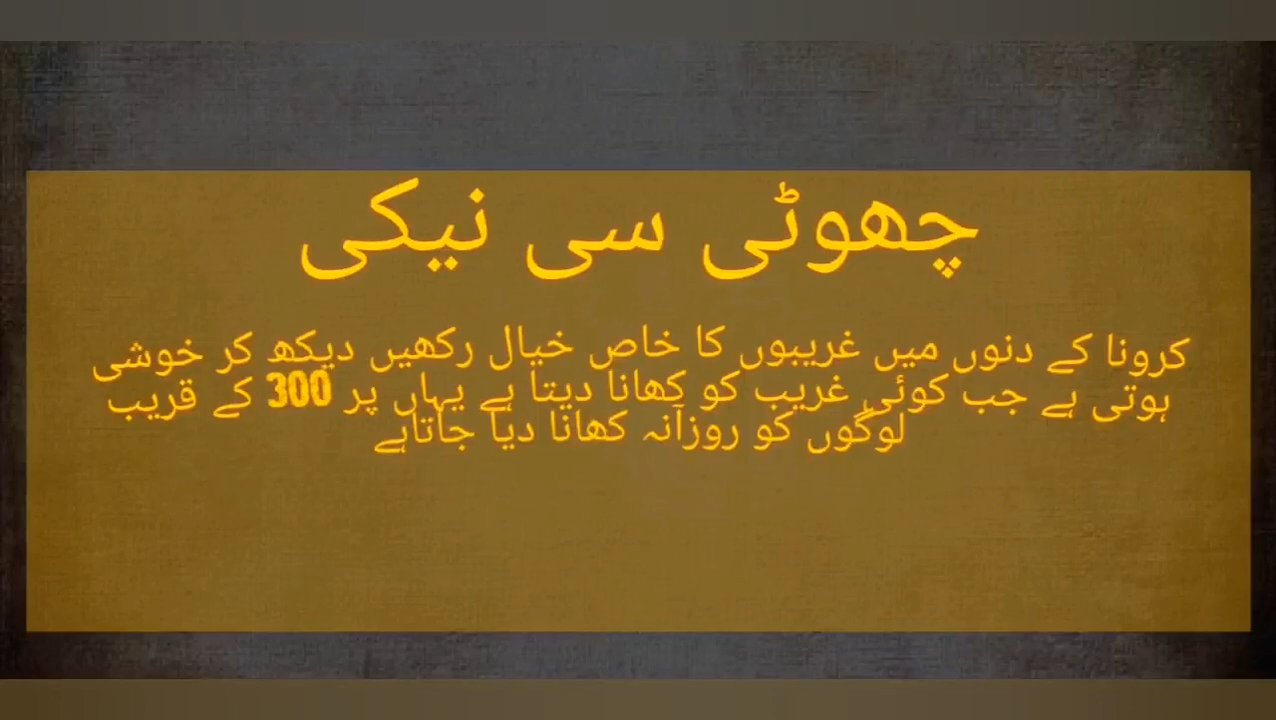 چھوٹی سی نیکی
کرونا کے دنوں میں غریبوں کا خاص خیال رکھیں دیکھ کر خوشی
ہوتی ہے جب کوئی غریب کو کھانا دیتا ہے یہاں پر 300 کے قریب
لوگوں کو روزآنہ کھانا دیا جاتاہے